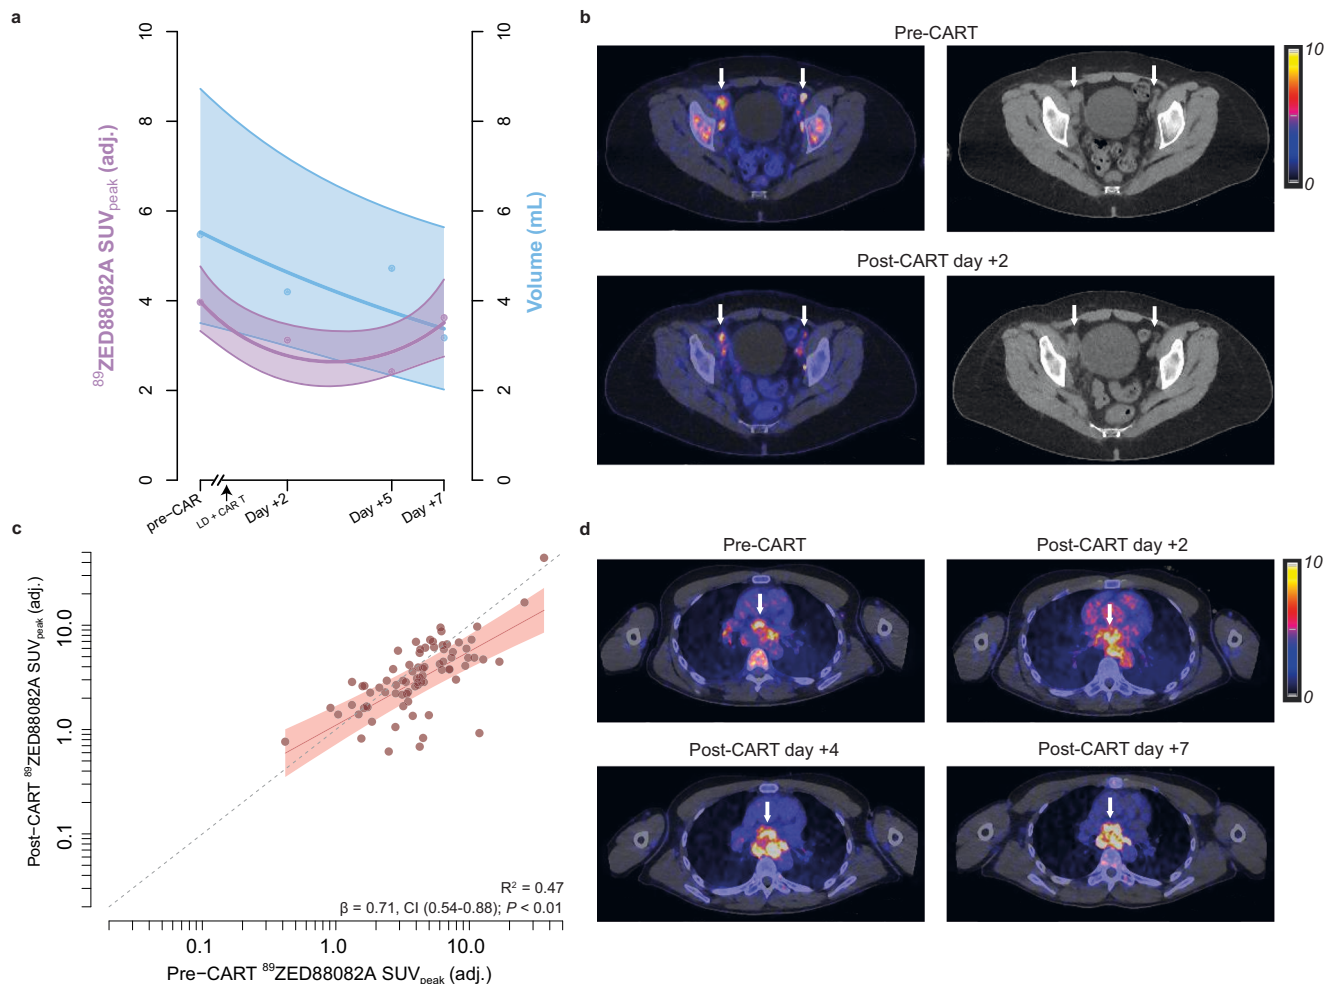 a
10
8
6
4
2
0
⁸⁹ZED88082A SUVpeak (adj.)
10
8
6
4
2
0
Volume (mL)
pre−CAR
LD + CAR T
Day +2
Day +5
Day +7
b
Pre-CART
10
0
Post-CART day +2
c
Post-CART ⁸⁹ZED88082A SUVpeak (adj.)
10.0
1.0
0.1
R² = 0.47
β = 0.71, CI (0.54-0.88); P < 0.01
0.1
1.0
10.0
Pre−CART ⁸⁹ZED88082A SUVpeak (adj.)
d
Pre-CART
Post-CART day +2
10
0
Post-CART day +4
Post-CART day +7